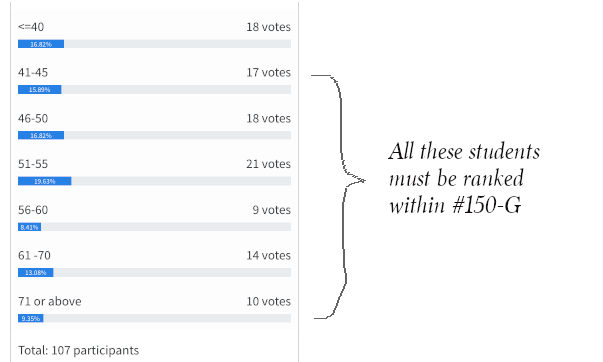 <=40 18 votes
16.82%
41-45 17 votes
15.89%
46-50 18 votes
16.82%
51-55 21 votes
19.63%
56-60 9 votes
8.41%
61 -70 14 votes
13.08%
71 or above 10 votes
9.35%
Total: 107 participants
All these students
must be ranked
within #150-G